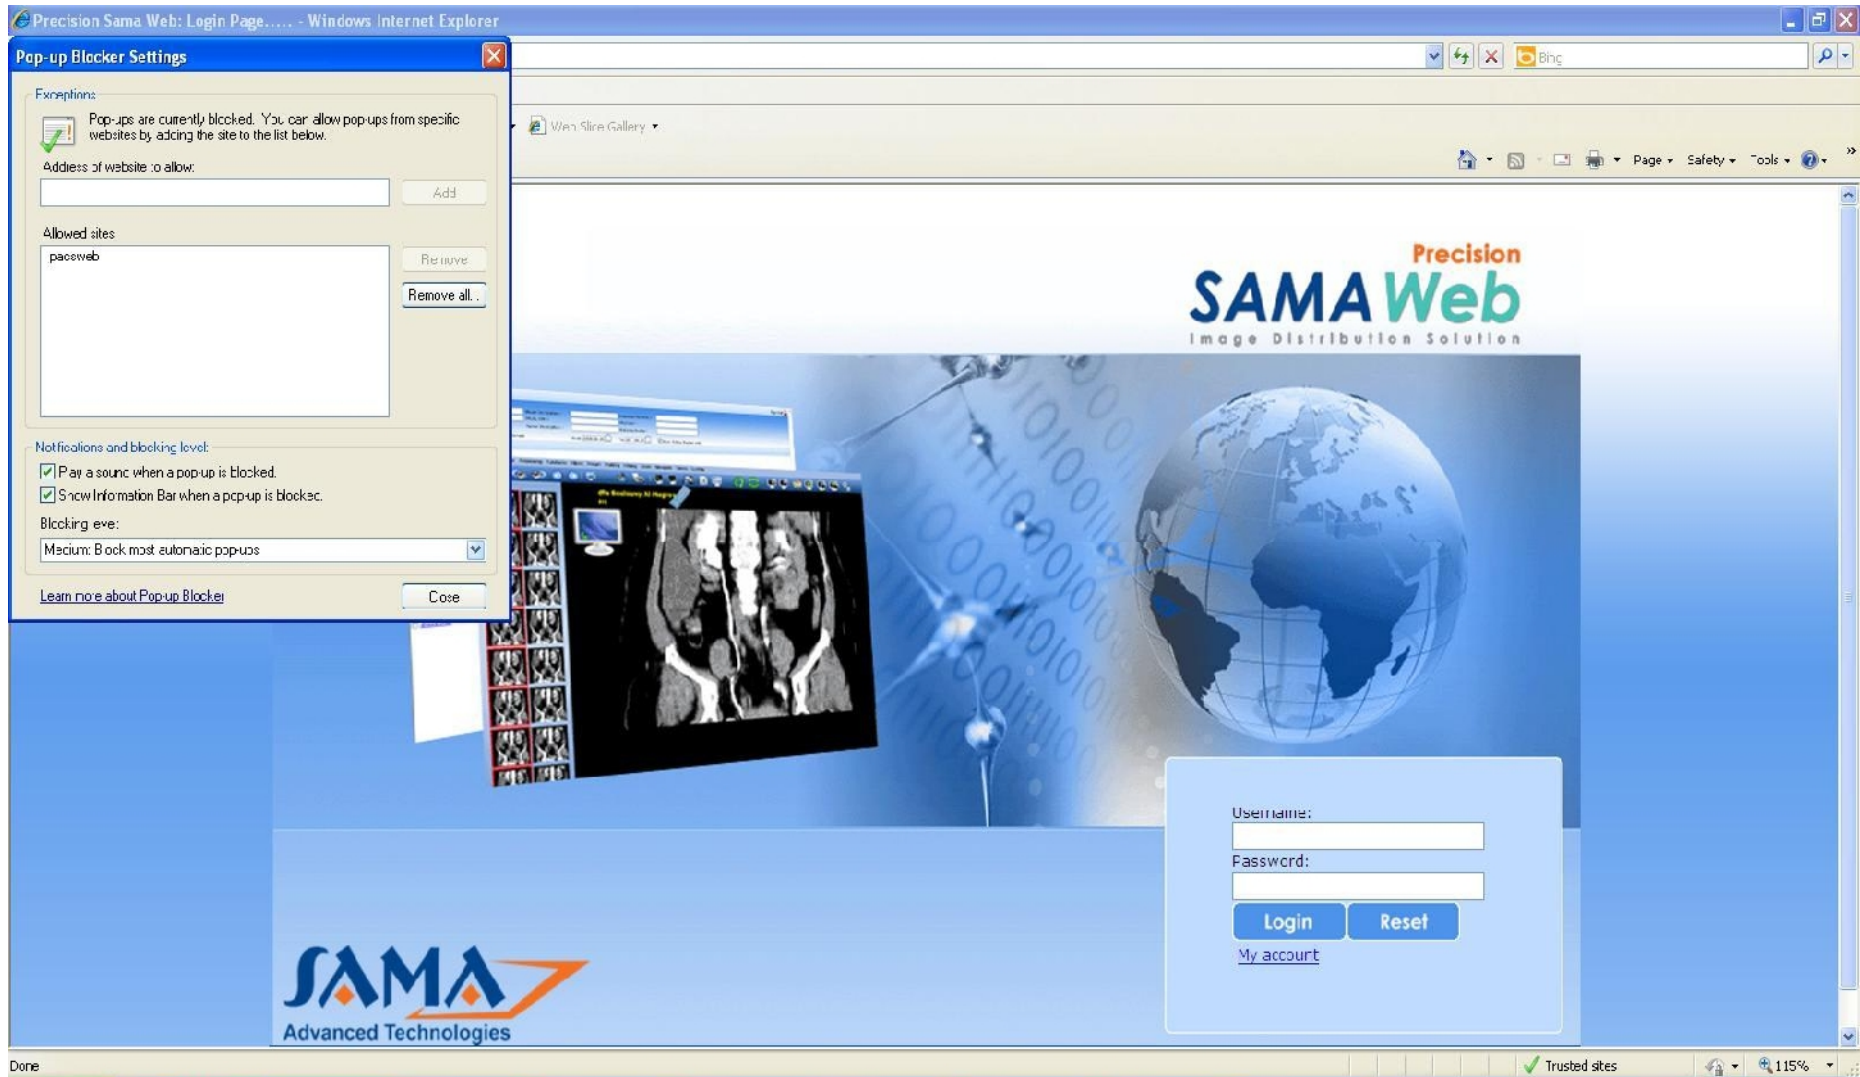 Precision Sama Web: Login Page..... - Windows Internet Explorer
Pop-up Blocker Settings
Bing
Exceptions
Pop-ups are currently blocked. You can allow pop-ups from specific
websites by adding the site to the list below.
Web Slice Gallery
Address of website to allow:
Page Safety Tools
Add
Allowed sites
pacsweb
Remove
Remove all...
Precision
SAMA Web
Image Distribution Solution
Notifications and blocking level:
Play a sound when a pop-up is blocked.
Show Information Bar when a pop-up is blocked.
Blocking level:
Medium: Block most automatic pop-ups
Learn more about Pop-up Blocker
Close
Username:
Password:
Login Reset
My account
SAMA
Advanced Technologies
Done
Trusted sites
115%